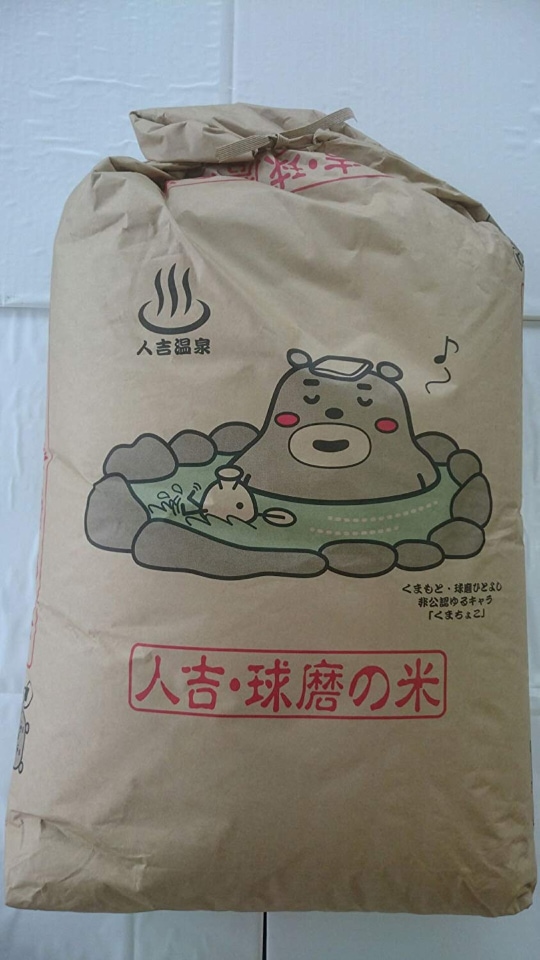 人吉温泉
くまもと・球磨ひとよし
非公認ゆるキャラ
「くまちょこ」
人吉・球磨の米